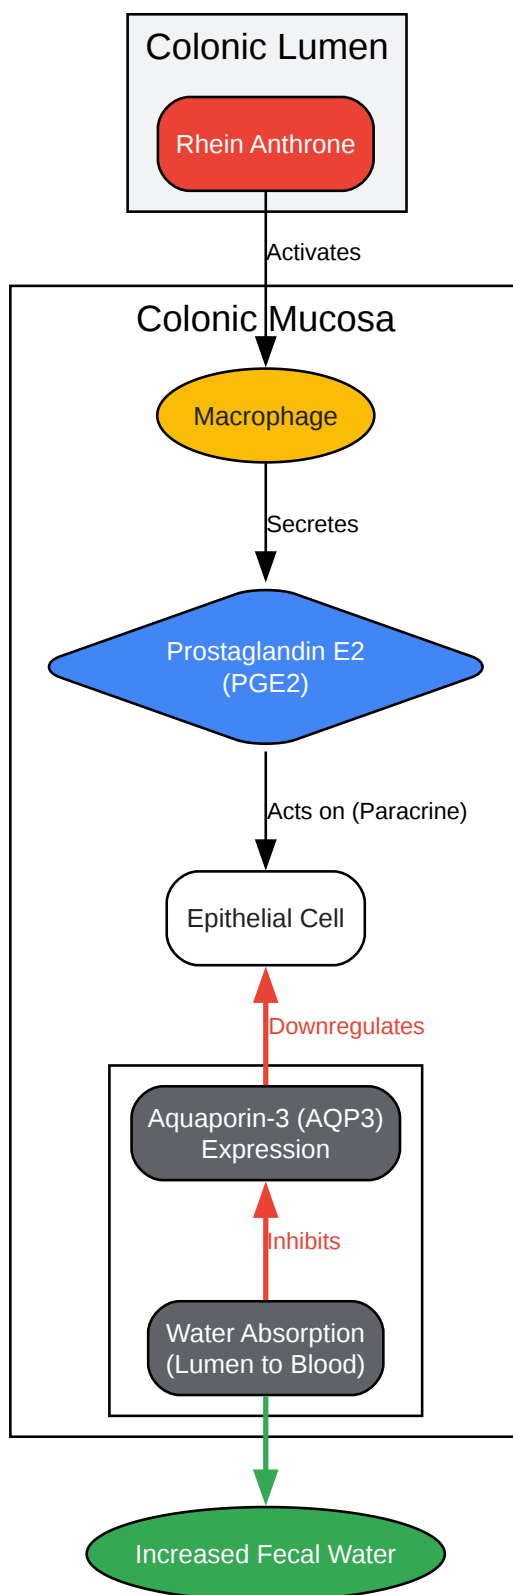 Colonic Lumen
Rhein Anthrone
Activates
Colonic Mucosa
Macrophage
Secretes
Prostaglandin E2
(PGE2)
Acts on (Paracrine)
Epithelial Cell
Downregulates
Aquaporin-3 (AQP3)
Expression
Inhibits
Water Absorption
(Lumen to Blood)
Increased Fecal Water